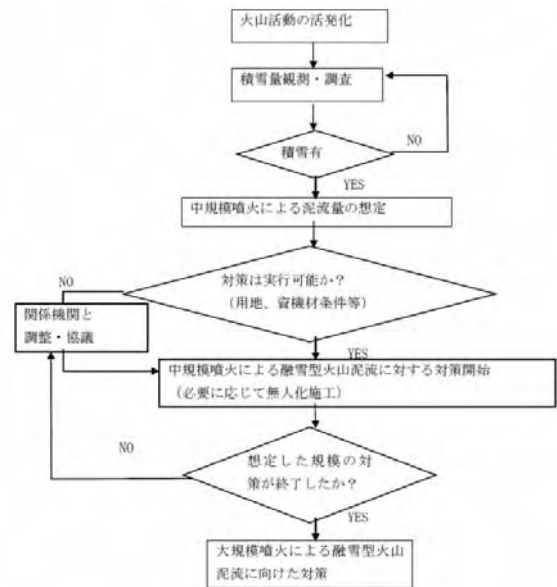 火山活動の活発化
積雪量観測・調査
積雪有
NO
YES
中規模噴火による泥流量の想定
対策は実行可能か？
（用地、資機材条件等）
NO
関係機関と
調整・協議
YES
中規模噴火による融雪型火山泥流に対する対策開始
（必要に応じて無人化施工）
NO
想定した規模の対
策が終了したか？
YES
大規模噴火による融雪型火山
泥流に向けた対策